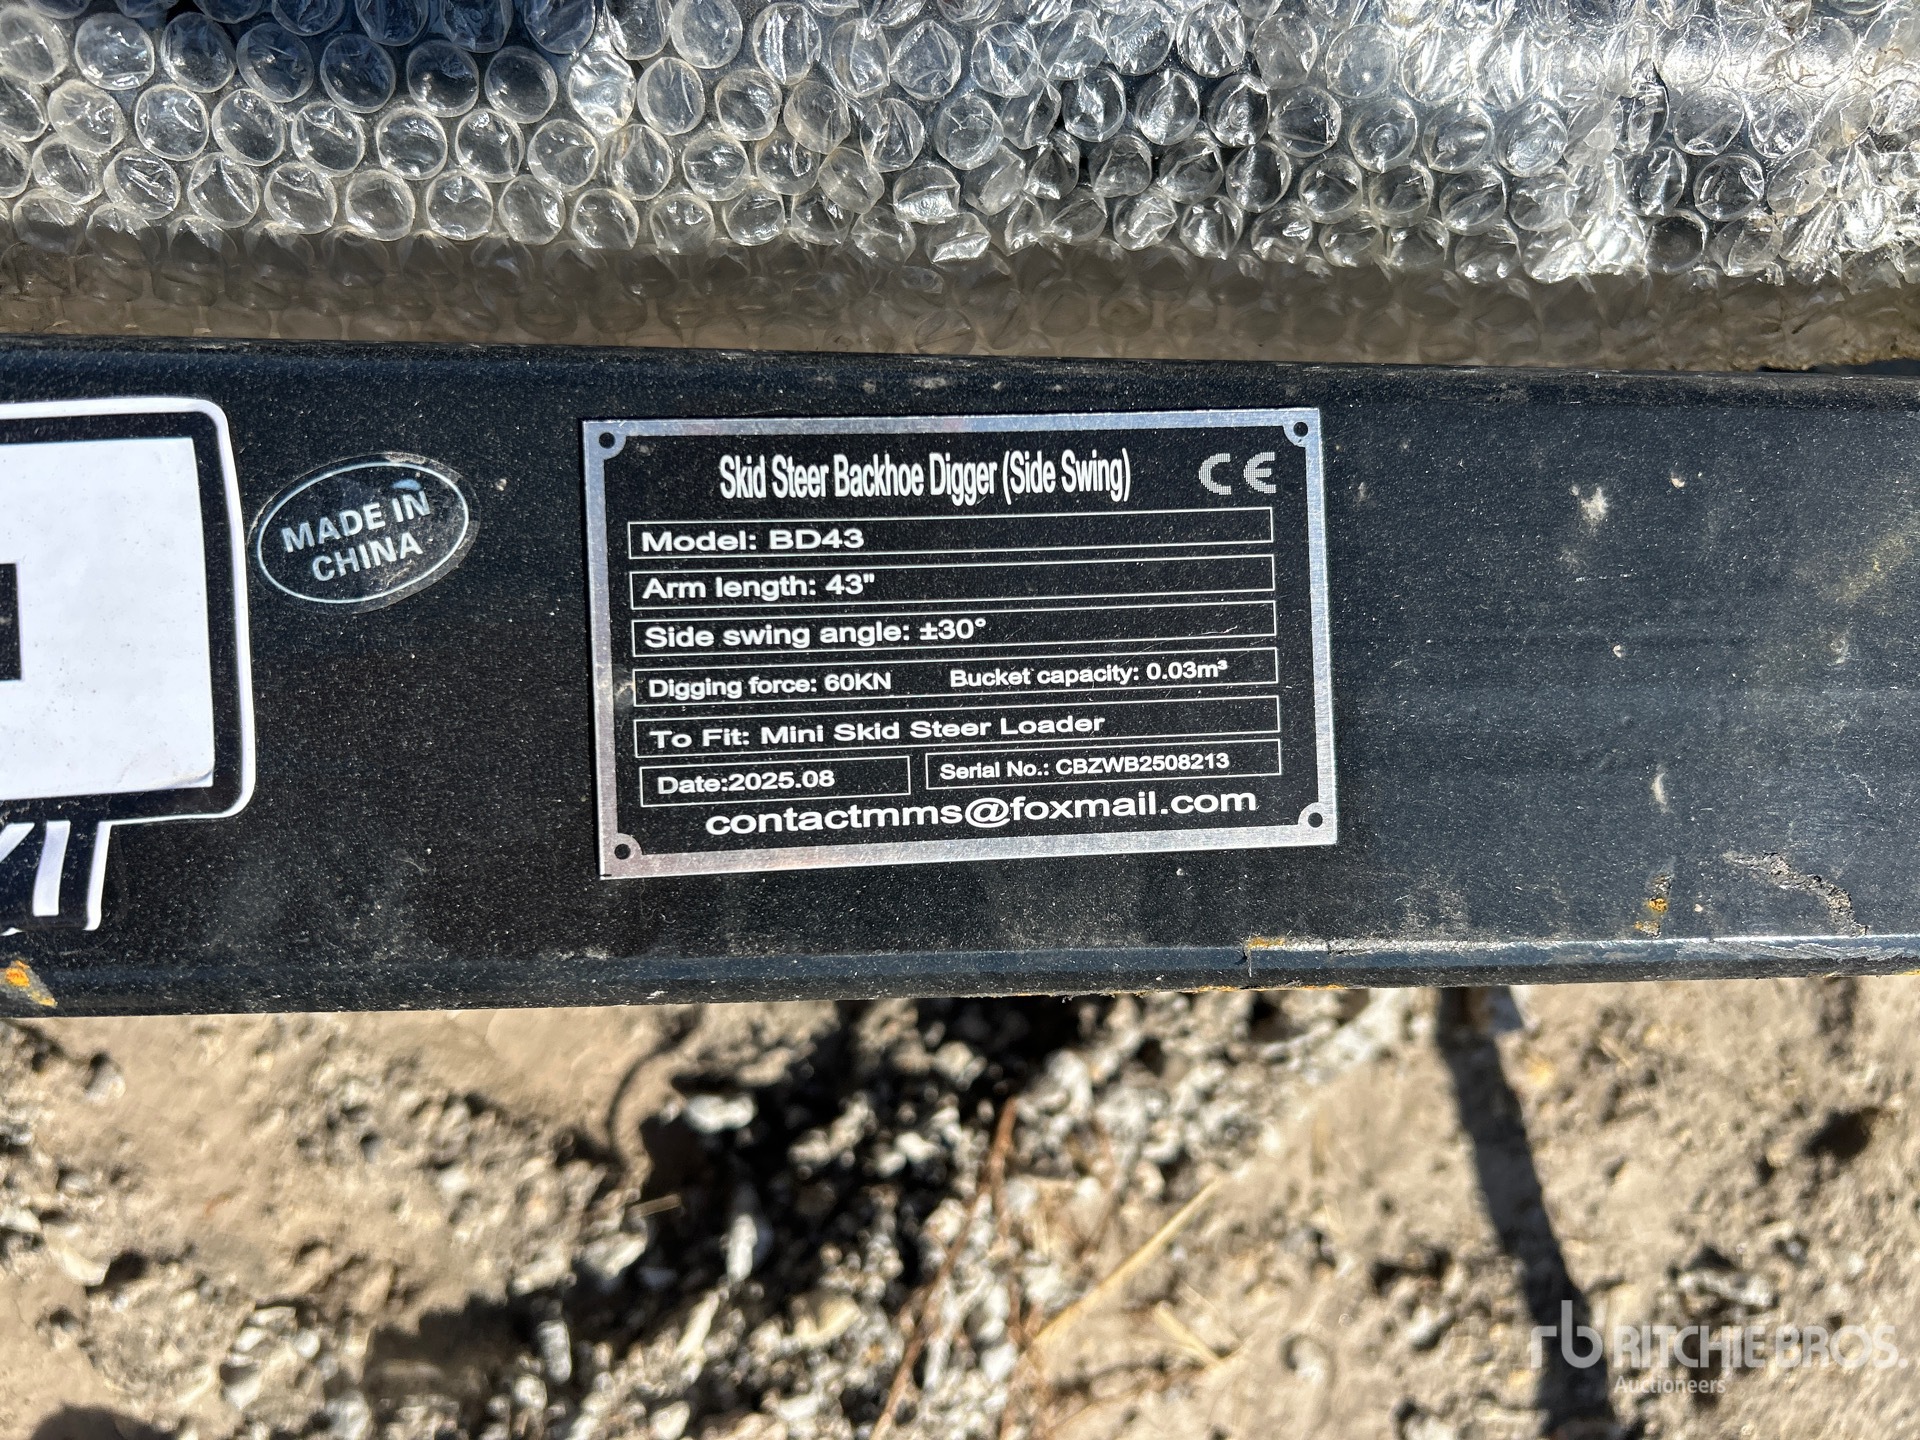 MADE IN
CHINA
Skid Steer Backhoe Digger (Side Swing) CE
Model: BD43
Arm length: 43"
Side swing angle: ±30°
Digging force: 60KN Bucket capacity: 0.03m³
To Fit: Mini Skid Steer Loader
Date:2025.08 Serial No.: CBZWB2508213
contactmms@foxmail.com
rb RITCHIE BROS.
Auctioneers